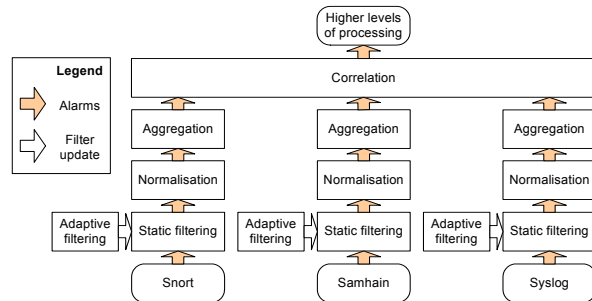 Higher levels
of processing
Legend
Alarms
Filter
update
Correlation
Aggregation
Aggregation
Aggregation
Normalisation
Normalisation
Normalisation
Adaptive
filtering
Static filtering
Adaptive
filtering
Static filtering
Adaptive
filtering
Static filtering
Snort
Samhain
Syslog